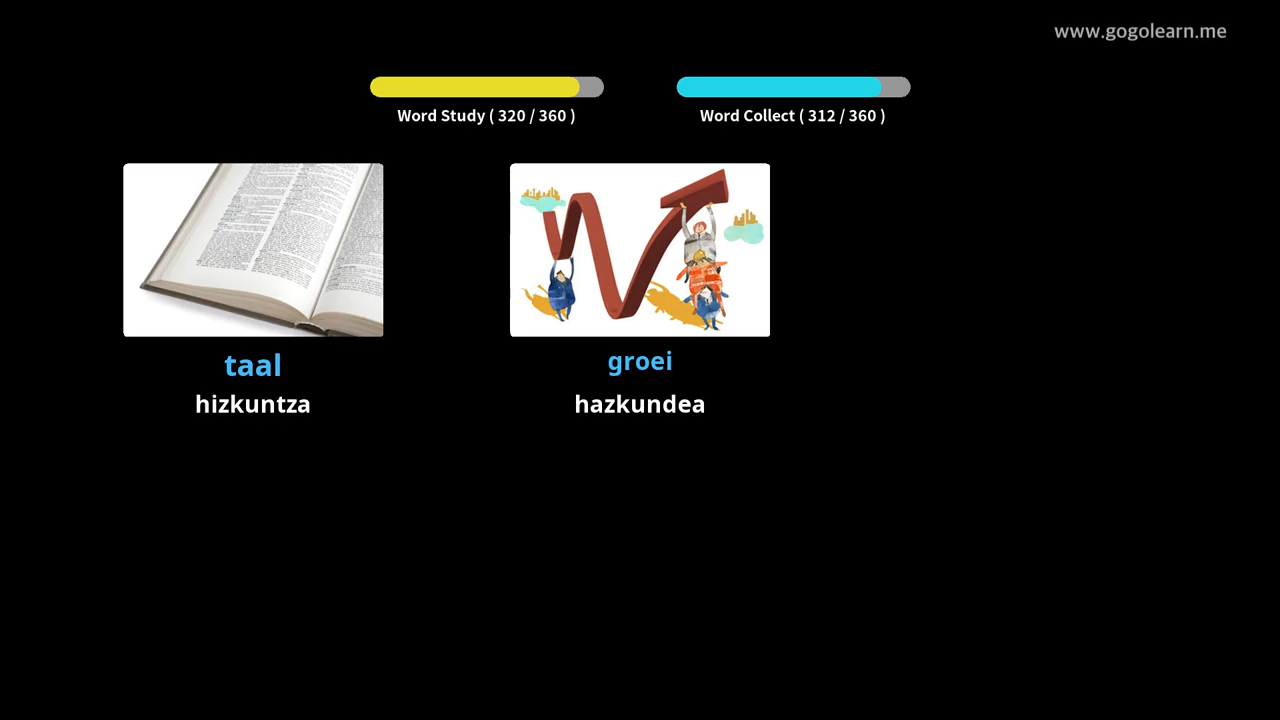 www.gogolearn.me
Word Study ( 320 / 360 )
Word Collect ( 312 / 360 )
taal
groei
hizkuntza
hazkundea